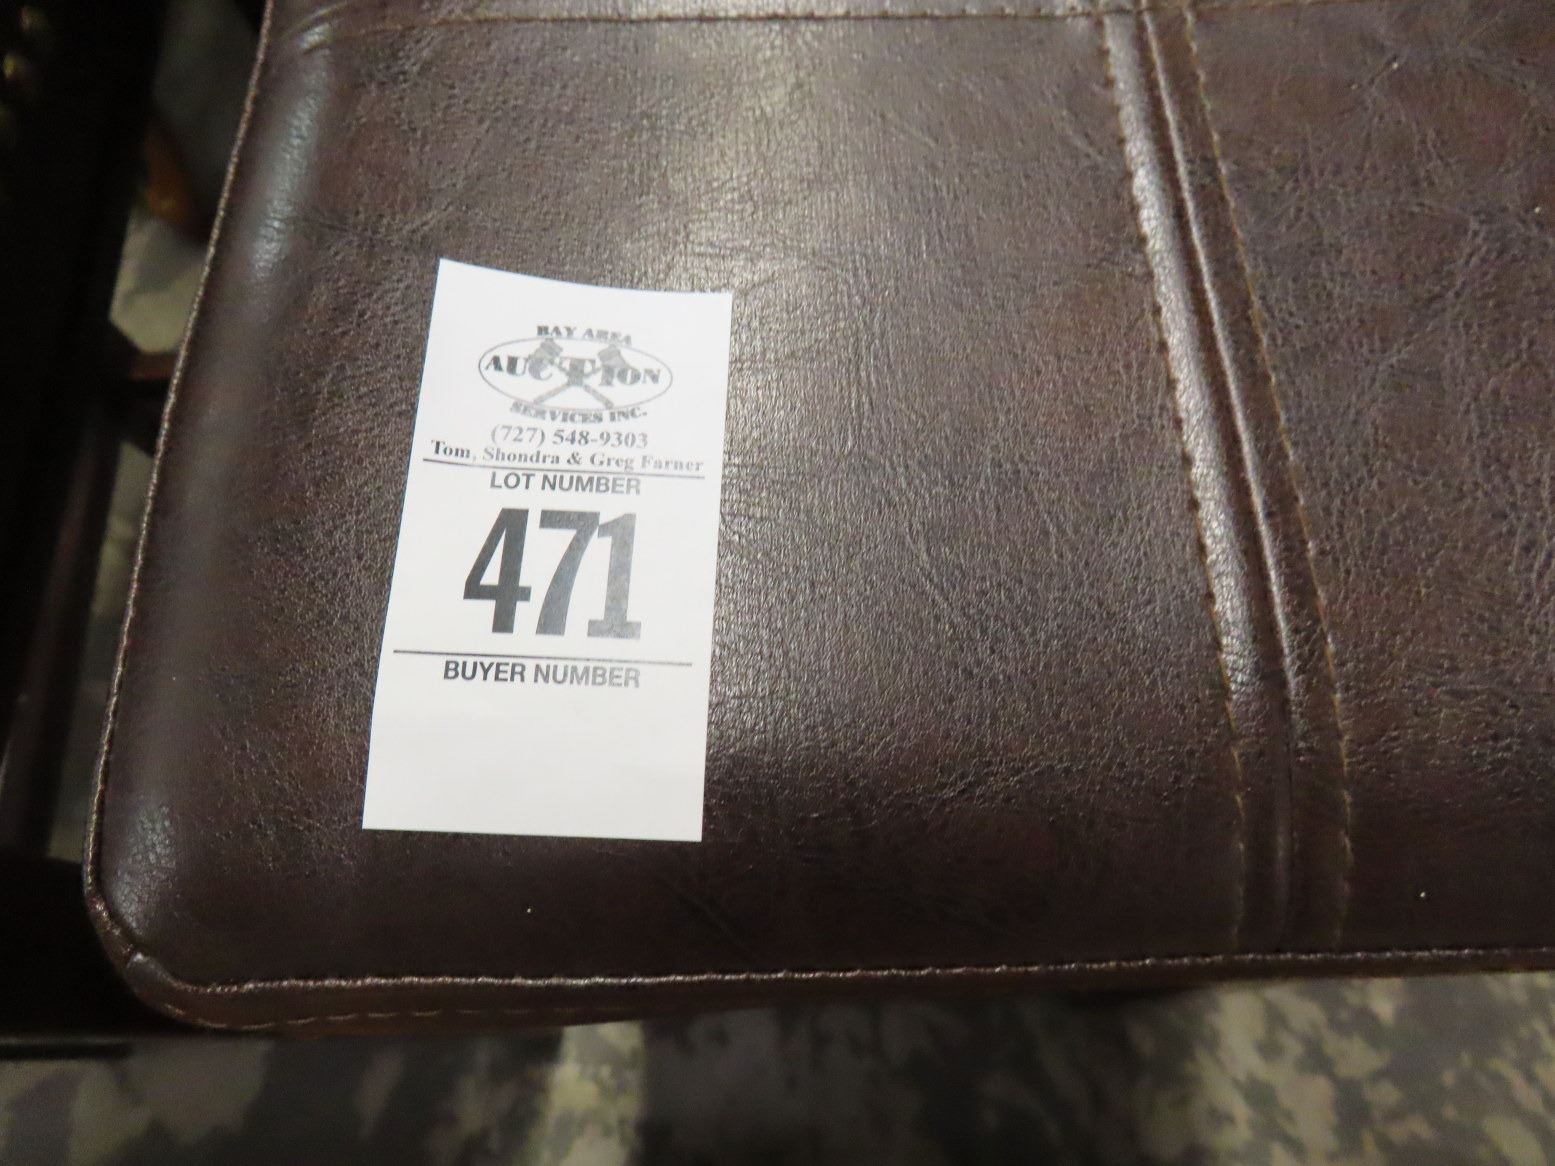 BAY AREA
AUCTION
SERVICES INC.
(727) 548-9303
Tom, Shondra & Greg Farner
LOT NUMBER
471
BUYER NUMBER